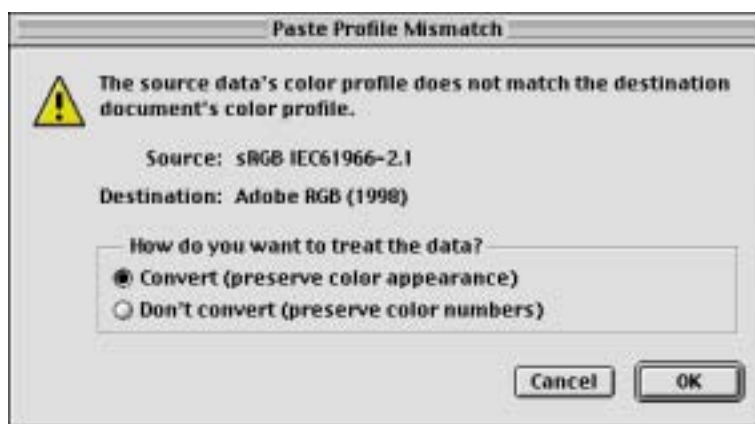 Paste Profile Mismatch
The source data's color profile does not match the destination
document's color profile.
Source: sRGB IEC61966-2.1
Destination: Adobe RGB (1998)
How do you want to treat the data?
Convert (preserve color appearance)
Don't convert (preserve color numbers)
Cancel OK